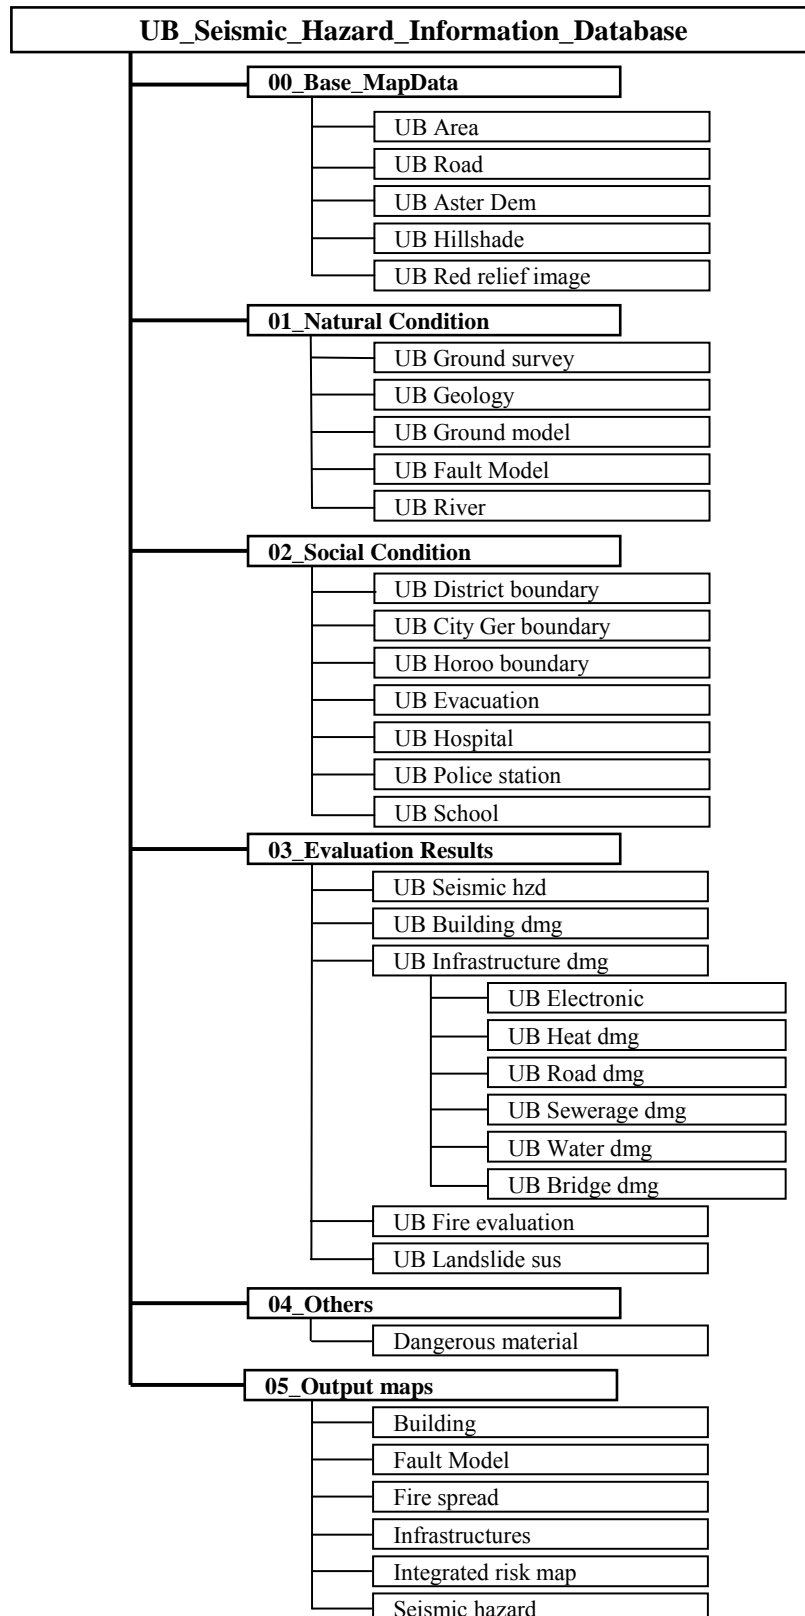 UB_Seismic_Hazard_Information_Database
00_Base_MapData
UB Area
UB Road
UB Aster Dem
UB Hillshade
UB Red relief image
01_Natural Condition
UB Ground survey
UB Geology
UB Ground model
UB Fault Model
UB River
02_Social Condition
UB District boundary
UB City Ger boundary
UB Horoo boundary
UB Evacuation
UB Hospital
UB Police station
UB School
03_Evaluation Results
UB Seismic hzd
UB Building dmg
UB Infrastructure dmg
UB Electronic
UB Heat dmg
UB Road dmg
UB Sewerage dmg
UB Water dmg
UB Bridge dmg
UB Fire evaluation
UB Landslide sus
04_Others
Dangerous material
05_Output maps
Building
Fault Model
Fire spread
Infrastructures
Integrated risk map
Seismic hazard